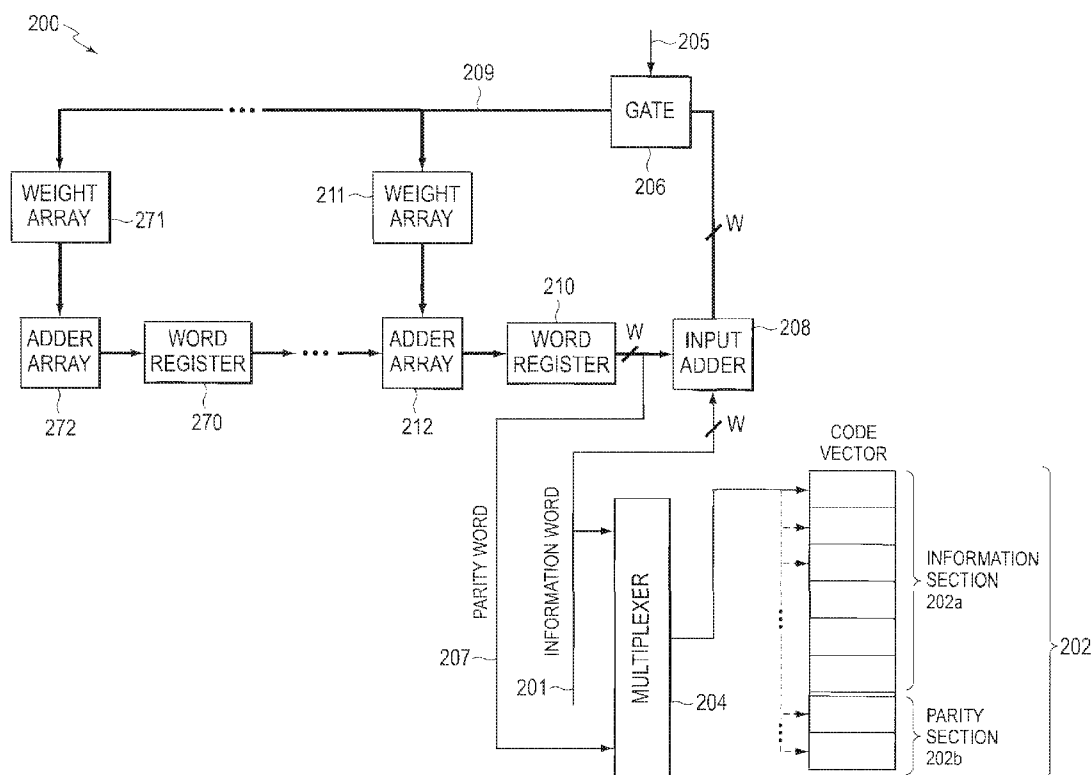 200
205
209
GATE
206
WEIGHT
ARRAY
271
211
WEIGHT
ARRAY
W
210
208
ADDER
ARRAY
272
WORD
REGISTER
270
ADDER
ARRAY
212
WORD
REGISTER
W
INPUT
ADDER
W
CODE
VECTOR
PARITY WORD
INFORMATION WORD
MULTIPLEXER
207
201
204
INFORMATION
SECTION
202a
202
PARITY
SECTION
202b